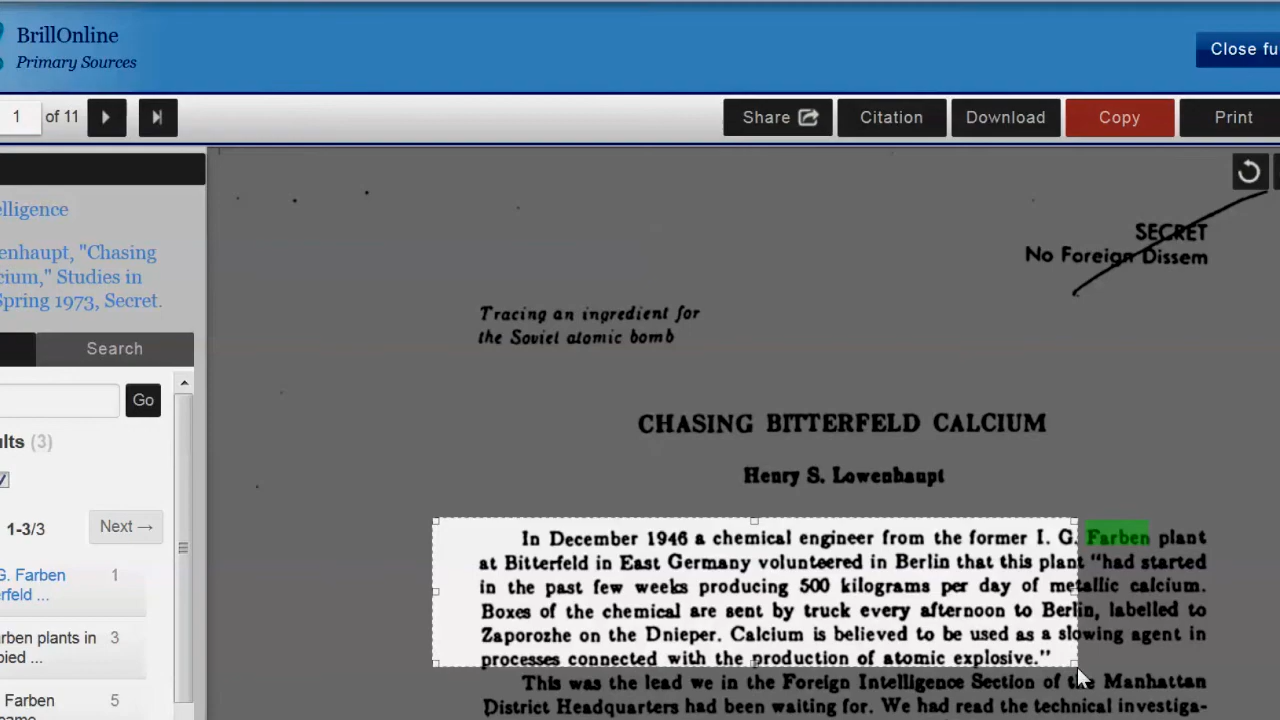 BrillOnline
Primary Sources
Close fu
1 of 11
Share
Citation
Download
Copy
Print
elligence
enhaupt, "Chasing
cium," Studies in
Spring 1973, Secret.
Search
Go
ults (3)
1-3/3
Next →
G. Farben 1
erfeld ...
rben plants in 3
pied ...
Farben 5
ame
SECRET
No Foreign Dissem
Tracing an ingredient for
the Soviet atomic bomb
CHASING BITTERFELD CALCIUM
Henry S. Lowenhaupt
In December 1946 a chemical engineer from the former I. G. Farben plant
at Bitterfeld in East Germany volunteered in Berlin that this plant "had started
in the past few weeks producing 500 kilograms per day of metallic calcium.
Boxes of the chemical are sent by truck every afternoon to Berlin, labelled to
Zaporozhe on the Dnieper. Calcium is believed to be used as a slowing agent in
processes connected with the production of atomic explosive."
This was the lead we in the Foreign Intelligence Section of the Manhattan
District Headquarters had been waiting for. We had read the technical investiga-